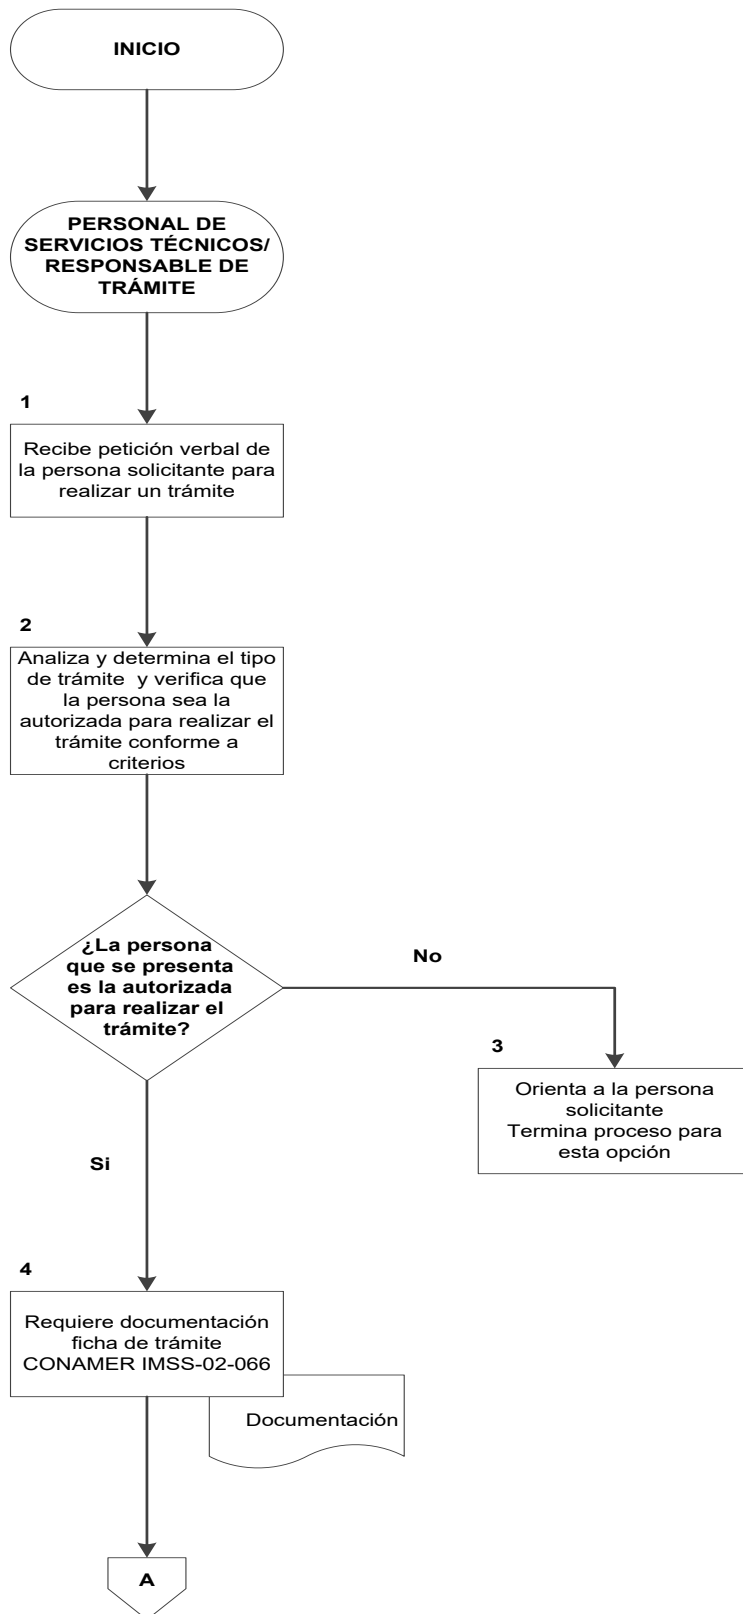 INICIO
PERSONAL DE
SERVICIOS TÉCNICOS/
RESPONSABLE DE
TRÁMITE
1
Recibe petición verbal de
la persona solicitante para
realizar un trámite
2
Analiza y determina el tipo
de trámite y verifica que
la persona sea la
autorizada para realizar el
trámite conforme a
criterios
¿La persona
que se presenta
es la autorizada
para realizar el
trámite?
No
3
Orienta a la persona
solicitante
Termina proceso para
esta opción
Si
4
Requiere documentación
ficha de trámite
CONAMER IMSS-02-066
Documentación
A